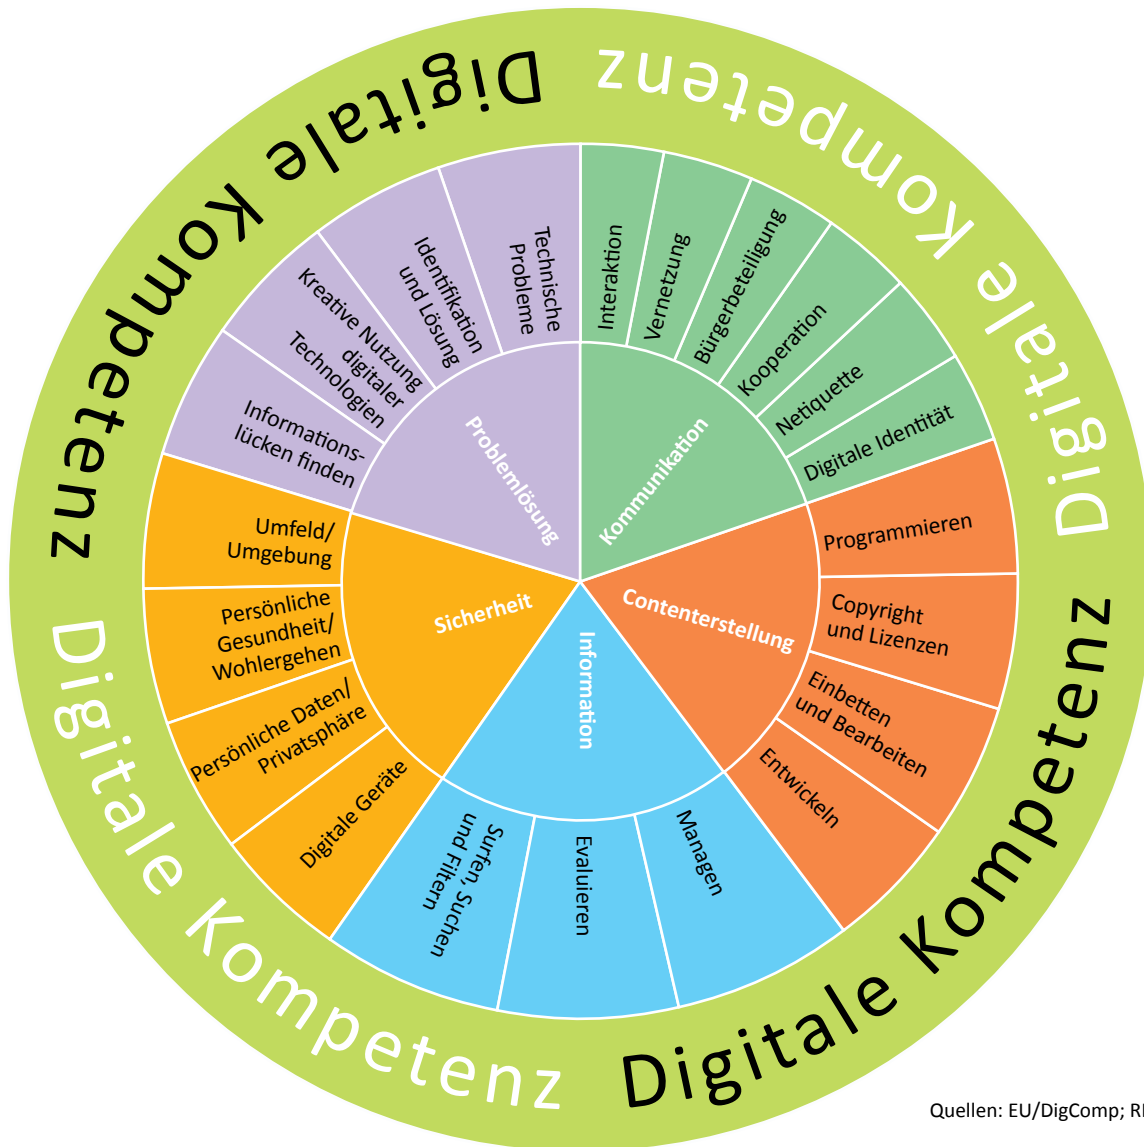 Digitale Kompetenz
Digitale Kompetenz
Digitale Kompetenz
Digitale Kompetenz
Kommunikation
Interaktion
Vernetzung
Bürgerbeteiligung
Kooperation
Netiquette
Digitale Identität
Contenterstellung
Programmieren
Copyright
und Lizenzen
Einbetten
und Bearbeiten
Entwickeln
Information
Managen
Evaluieren
Surfen, Suchen
und Filtern
Sicherheit
Digitale Geräte
Persönliche Daten/
Privatsphäre
Persönliche
Gesundheit/
Wohlergehen
Umfeld/
Umgebung
Problemlösung
Informations-
lücken finden
Kreative Nutzung
digitaler
Technologien
Identifikation
und Lösung
Technische
Probleme
Quellen: EU/DigComp;